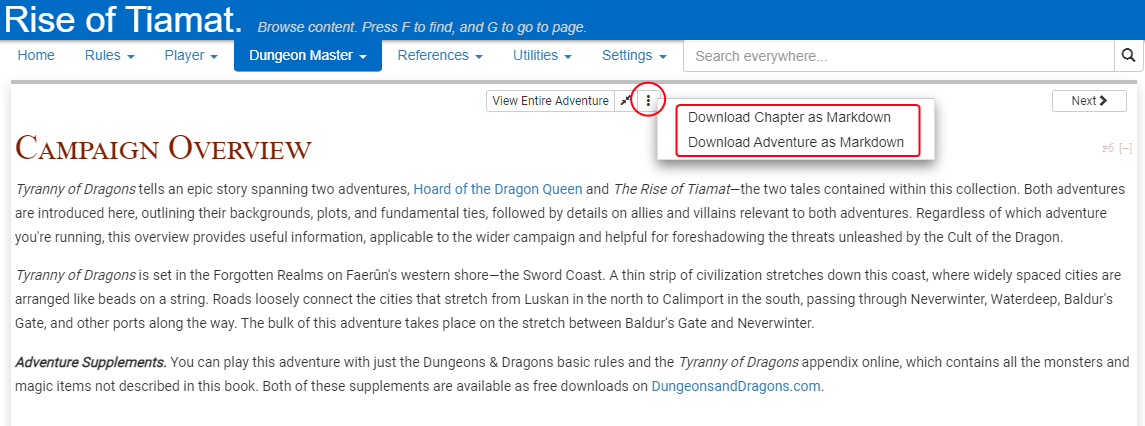 Rise of Tiamat. Browse content. Press F to find, and G to go to page.
Home Rules Player Dungeon Master References Utilities Settings Search everywhere...
View Entire Adventure Next
Download Chapter as Markdown
Download Adventure as Markdown
Campaign Overview p6 [–]
Tyranny of Dragons tells an epic story spanning two adventures, Hoard of the Dragon Queen and The Rise of Tiamat—the two tales contained within this collection. Both adventures
are introduced here, outlining their backgrounds, plots, and fundamental ties, followed by details on allies and villains relevant to both adventures. Regardless of which adventure
you're running, this overview provides useful information, applicable to the wider campaign and helpful for foreshadowing the threats unleashed by the Cult of the Dragon.
Tyranny of Dragons is set in the Forgotten Realms on Faerûn's western shore—the Sword Coast. A thin strip of civilization stretches down this coast, where widely spaced cities are
arranged like beads on a string. Roads loosely connect the cities that stretch from Luskan in the north to Calimport in the south, passing through Neverwinter, Waterdeep, Baldur's
Gate, and other ports along the way. The bulk of this adventure takes place on the stretch between Baldur's Gate and Neverwinter.
Adventure Supplements. You can play this adventure with just the Dungeons & Dragons basic rules and the Tyranny of Dragons appendix online, which contains all the monsters and
magic items not described in this book. Both of these supplements are available as free downloads on DungeonsandDragons.com.